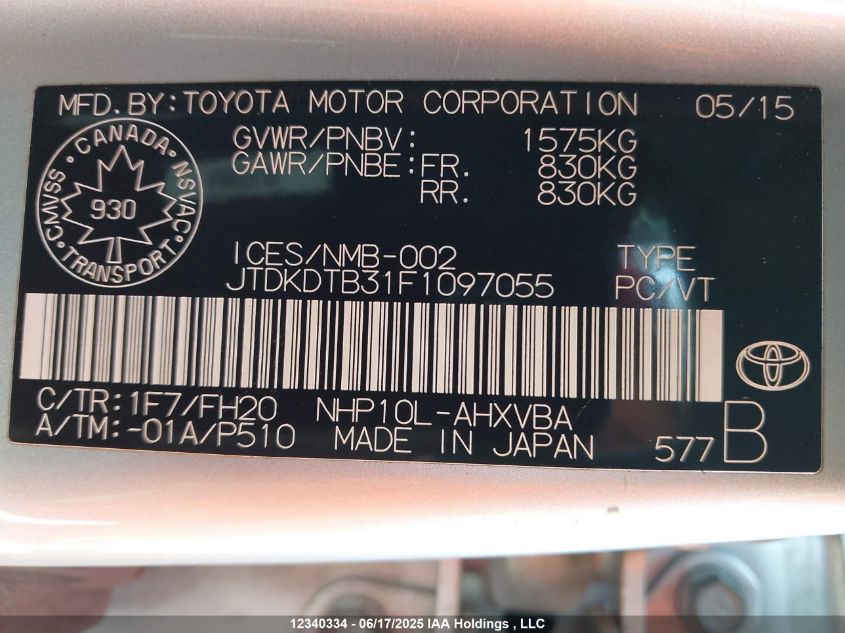 MFD.BY:TOYOTA MOTOR CORPORATION 05/15
GVWR/PNBV: 1575KG
GAWR/PNBE:FR. 830KG
RR. 830KG
CANADA
CMVSS
NSVAC
930
TRANSPORT
ICES/NMB-002 TYPE
JTDKDTB31F1097055 PC/VT
C/TR:1F7/FH20 NHP10L-AHXVBA
A/TM:-01A/P510 MADE IN JAPAN 577 B
12340334 - 06/17/2025 IAA Holdings , LLC